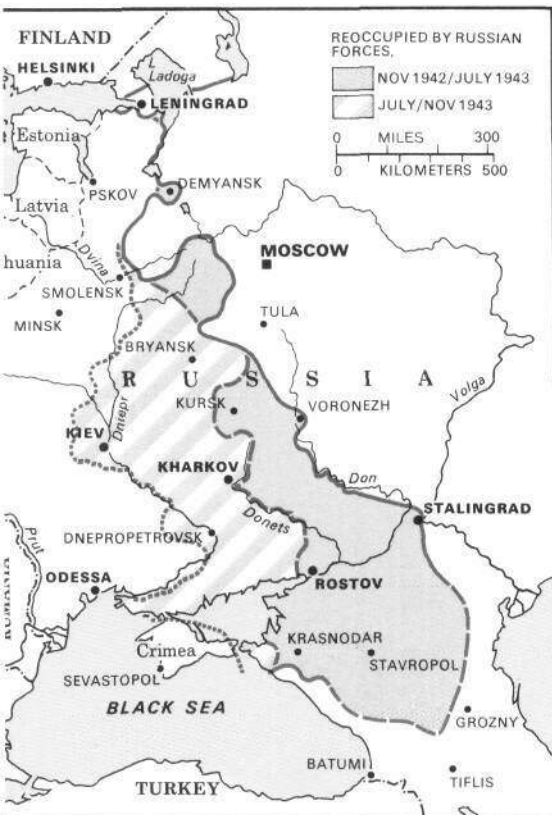 FINLAND
HELSINKI
Ladoga
LENINGRAD
Estonia
REOCCUPIED BY RUSSIAN
FORCES,
NOV 1942/JULY 1943
JULY/NOV 1943
0 MILES 300
0 KILOMETERS 500
PSKOV
DEMYANSK
Latvia
Dvina
MOSCOW
huania
SMOLENSK
MINSK
TULA
BRYANSK
RUSSIA
Volga
KURSK
VORONEZH
Dniepr
KIEV
KHARKOV
Don
Donets
STALINGRAD
DNEPROPETROVSK
Prut
ODESSA
ROSTOV
RUMANIA
Crimea
KRASNODAR
STAVROPOL
SEVASTOPOL
BLACK SEA
GROZNY
BATUMI
TIFLIS
TURKEY